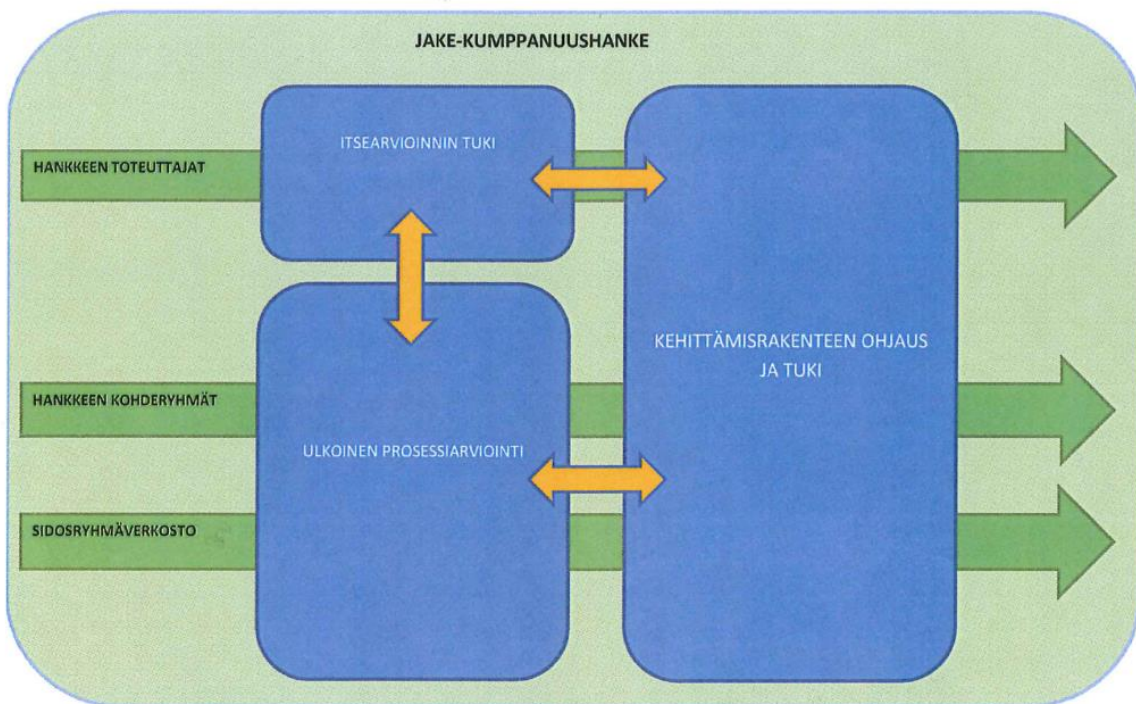 JAKE-KUMPPANUUSHANKE
ITSEARVIOINNIN TUKI
HANKKEEN TOTEUTTAJAT
KEHITTÄMISRAKENTEEN OHJAUS
JA TUKI
HANKKEEN KOHDERYHMÄT
ULKOINEN PROSESSIARVIOINTI
SIDOSRYHMÄVERKOSTO